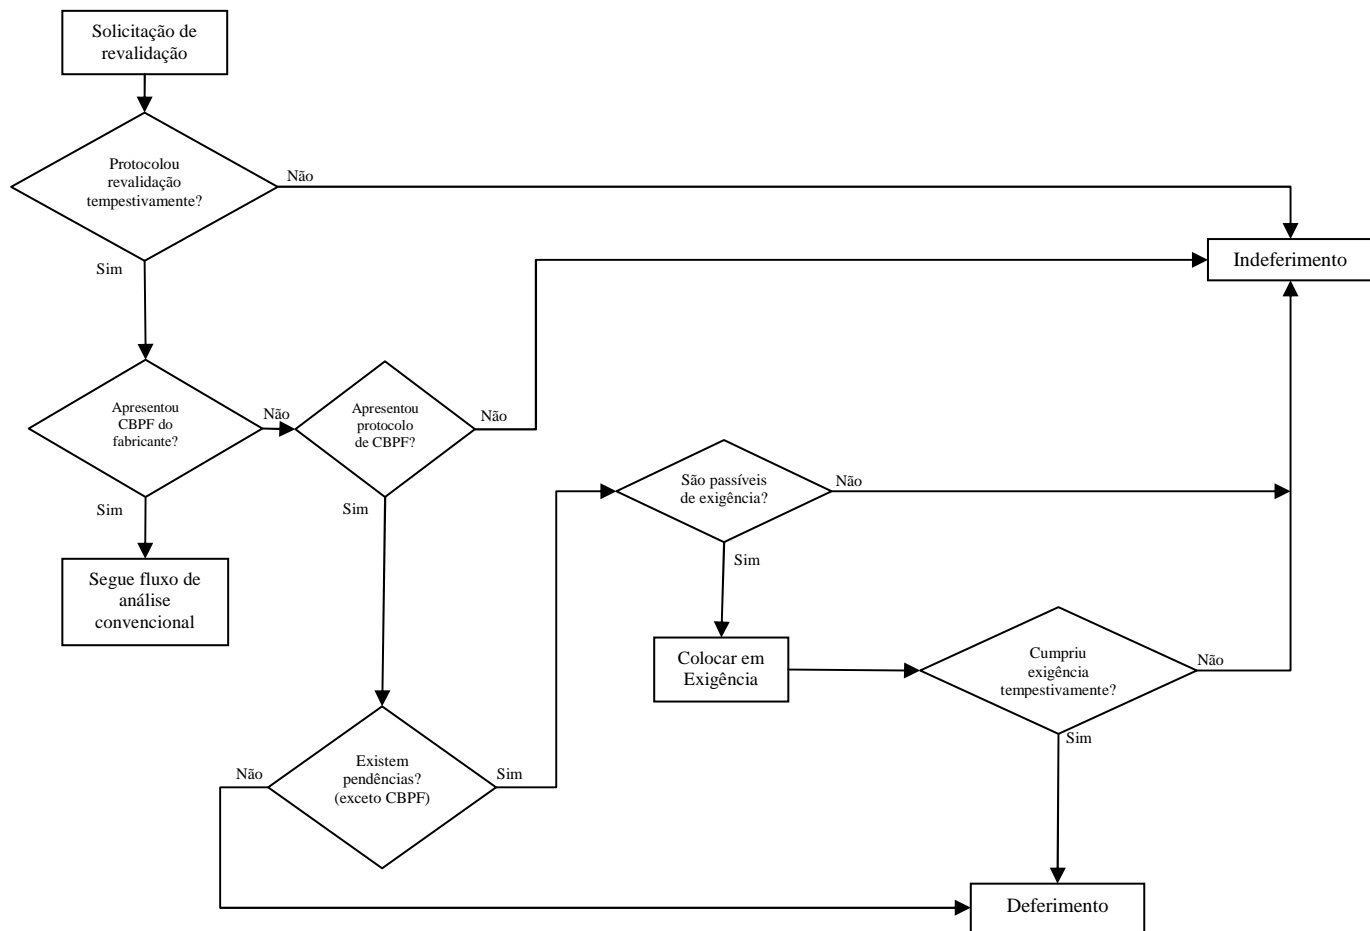 Solicitação de
revalidação
Protocolou
revalidação
tempestivamente?
Não
Sim
Indeferimento
Apresentou
CBPF do
fabricante?
Não
Apresentou
protocolo
de CBPF?
Não
Sim
Sim
São passíveis
de exigência?
Não
Sim
Segue fluxo de
análise
convencional
Colocar em
Exigência
Cumpriu
exigência
tempestivamente?
Não
Sim
Existem
pendências?
(exceto CBPF)
Não
Sim
Deferimento